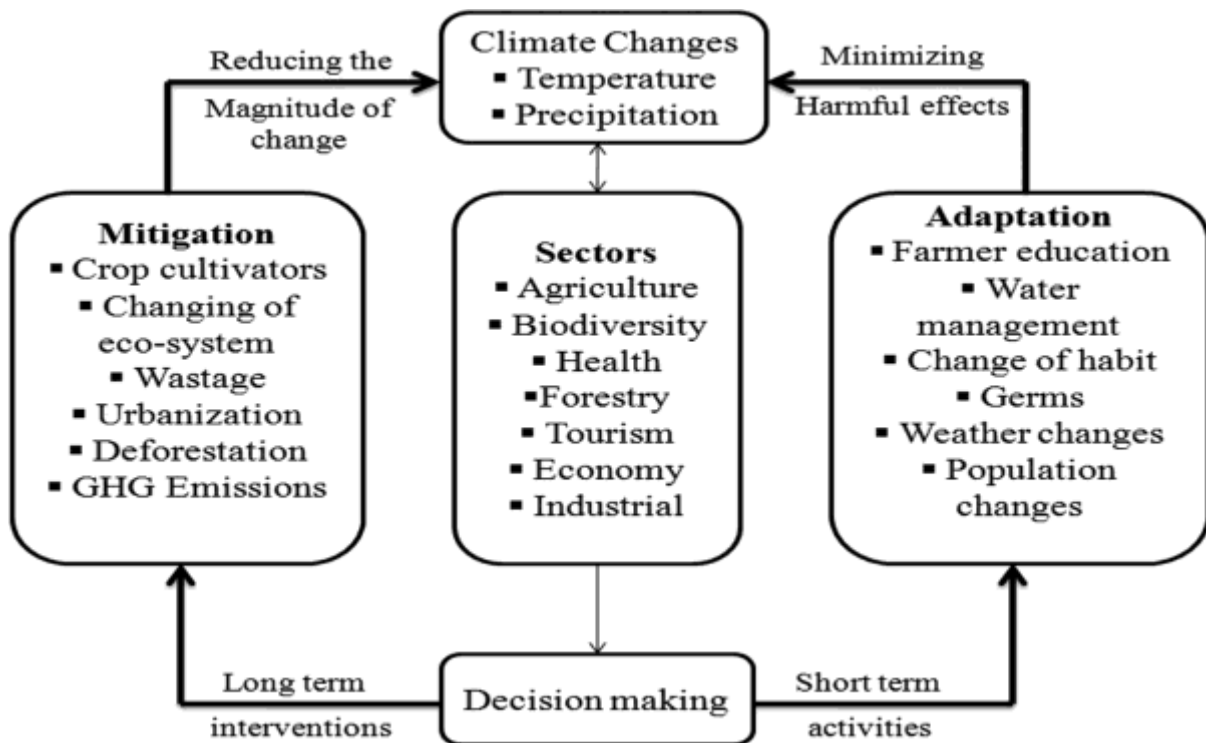 Climate Changes
▪ Temperature
▪ Precipitation
Reducing the
Magnitude of
change
Minimizing
Harmful effects
Mitigation
▪ Crop cultivators
▪ Changing of
eco-system
▪ Wastage
▪ Urbanization
▪ Deforestation
▪ GHG Emissions
Sectors
▪ Agriculture
▪ Biodiversity
▪ Health
▪Forestry
▪ Tourism
▪ Economy
▪ Industrial
Adaptation
▪ Farmer education
▪ Water
management
▪ Change of habit
▪ Germs
▪ Weather changes
▪ Population
changes
Long term
interventions
Decision making
Short term
activities